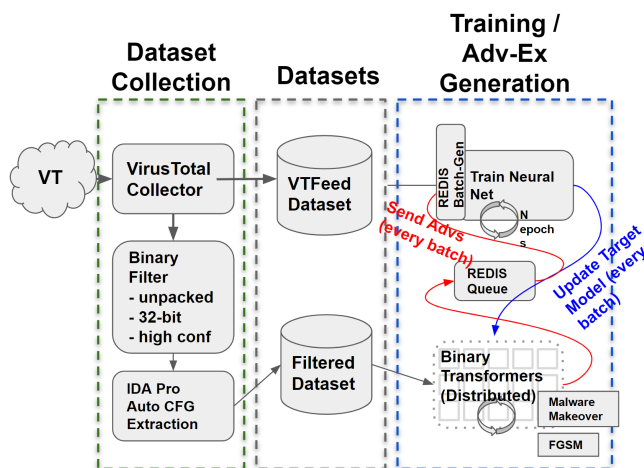 Dataset
Collection
Datasets
Training /
Adv-Ex
Generation
VT
VirusTotal
Collector
Binary
Filter
- unpacked
- 32-bit
- high conf
IDA Pro
Auto CFG
Extraction
VTFeed
Dataset
Filtered
Dataset
REDIS
Batch-Gen
Train Neural
Net
N
epoch
s
Send Advs
(every batch)
REDIS
Queue
Update Target
Model (every
batch)
Binary
Transformers
(Distributed)
Malware
Makeover
FGSM